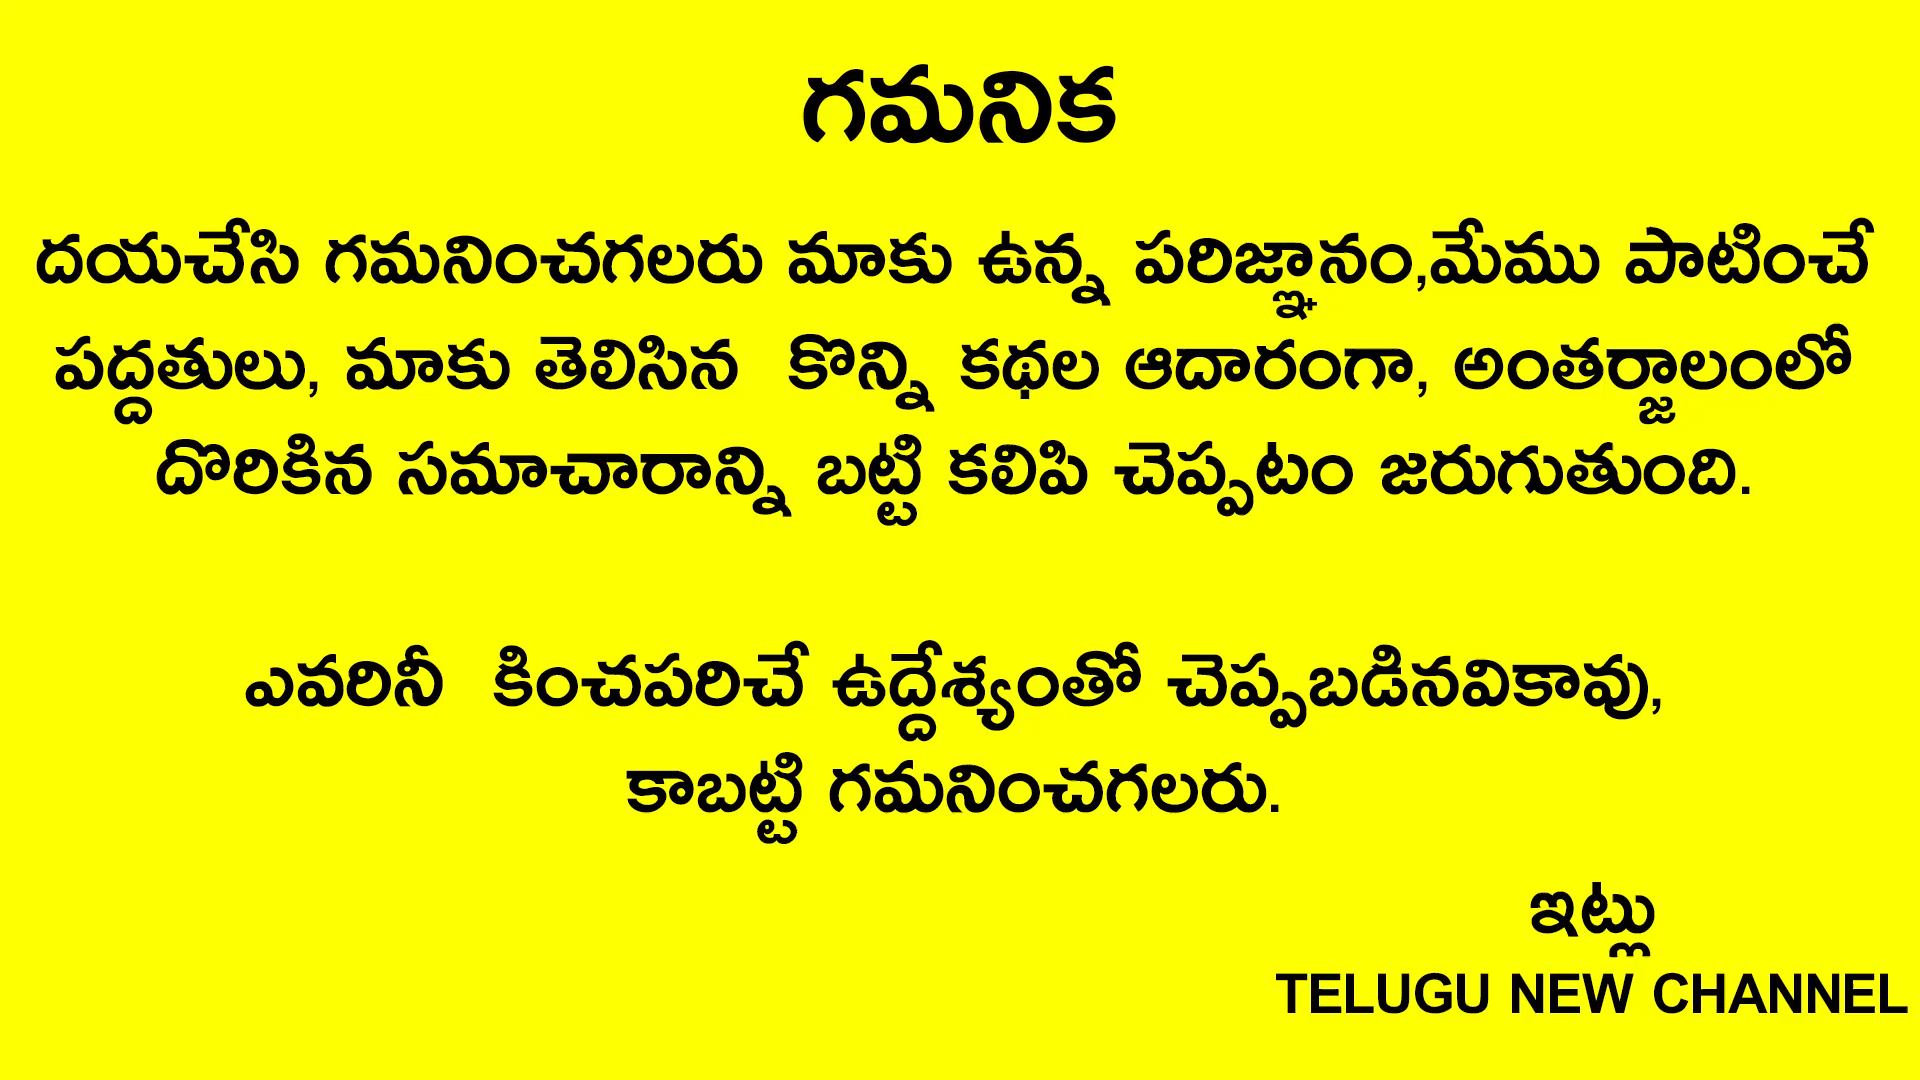 గమనిక
దయచేసి గమనించగలరు మాకు ఉన్న పరిజ్ఞానం,మేము పాటించే
పద్దతులు, మాకు తెలిసిన కొన్ని కథల ఆదారంగా, అంతర్జాలంలో
దొరికిన సమాచారాన్ని బట్టి కలిపి చెప్పటం జరుగుతుంది.
ఎవరినీ కించపరిచే ఉద్దేశ్యంతో చెప్పబడినవికావు,
కాబట్టి గమనించగలరు.
ఇట్లు
TELUGU NEW CHANNEL